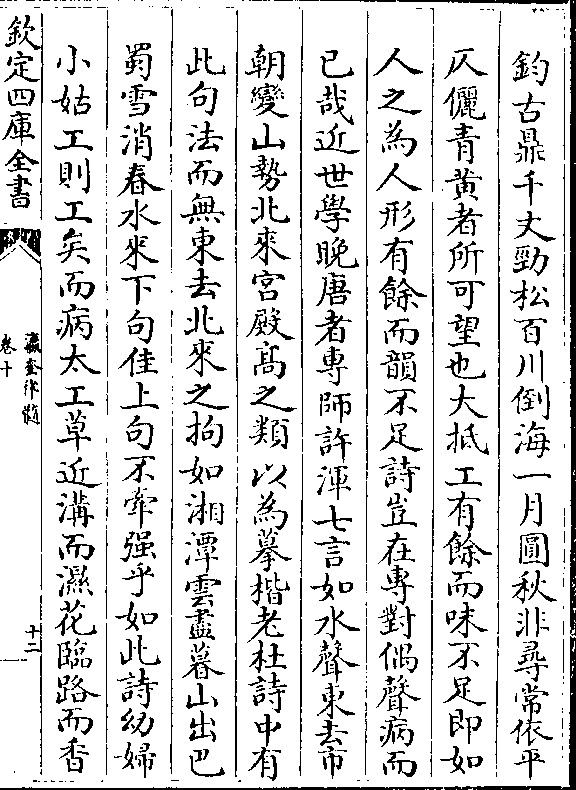 鈞古鼎千丈勁松百川倒海一月圓秋非尋常依平
仄儷青黃者所可望也大抵工有餘而味不足即如
人之為人形有餘而韻不足詩豈在專對偶聲病而
已哉近世學晚唐者專師許渾七言如水聲東去市
朝變山勢北來宫殿髙之類以為摹楷老杜詩中有
此句法而無東去北來之拘如湘潭雲盡暮山出巴
蜀雪消春水來下句佳上句不牽强乎如此詩幼婦
小姑工則工矣而病太工草近溝而濕花臨路而香
欽定四庫全書
瀛奎律髓
卷十
十二